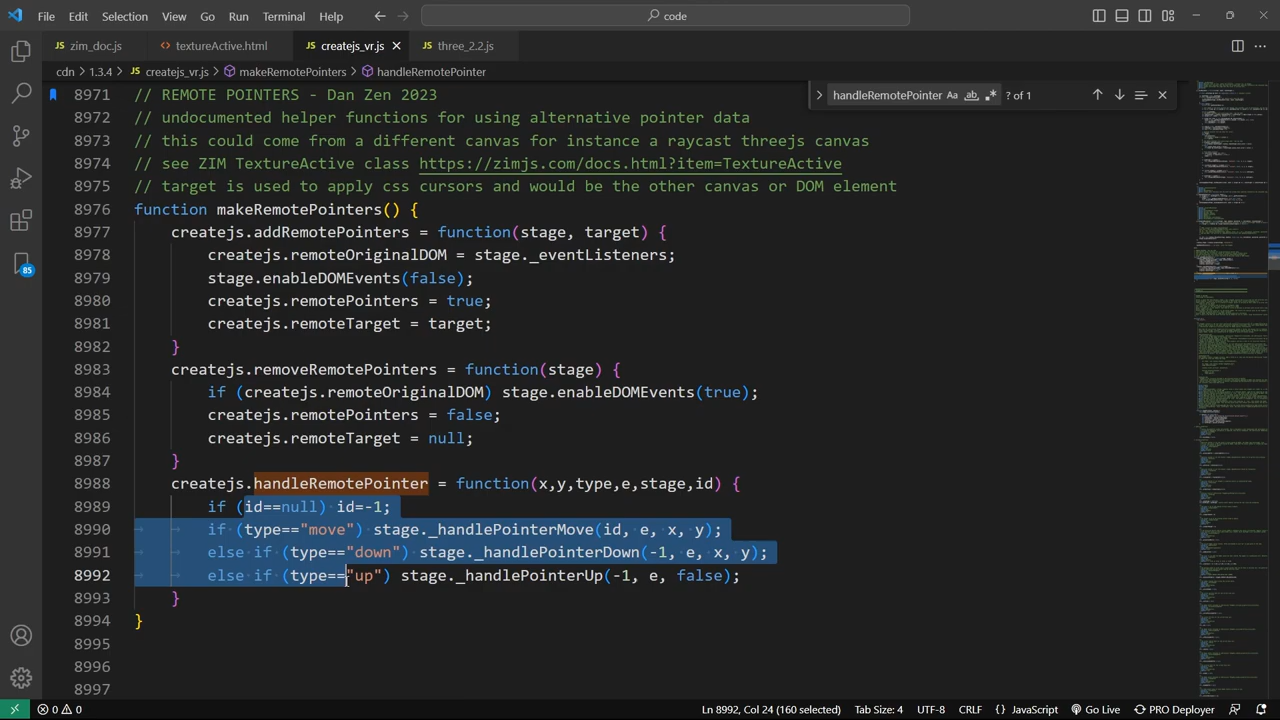 File Edit Selection View Go Run Terminal Help
code
zim_doc.js textureActive.html createjs_vr.js three_2.2.js
cdn > 1.3.4 > createjs_vr.js > makeRemotePointers > handleRemotePointer
handleRemotePointer ab ? of 1
8971 // REMOTE POINTERS - Dan Zen 2023
8972 // undocumented helper functions for using alternative pointer data
8973 // this could come from a different canvas for instance a raycast threejs canvas
8974 // see ZIM TextureActive class https://zimjs.com/docs.html?item=TextureActive
8975 // target is used to address cursors and would be the other canvas or DOM element
8976 function makeRemotePointers() {
8977 createjs.addRemotePointers = function(stage, target) {
8978 createjs.remoteOriginalDOM = stage._eventListeners;
8979 stage.enableDOMEvents(false);
8980 createjs.remotePointers = true;
8981 createjs.remoteTarget = target;
8982 }
8983 createjs.removeRemotePointers = function(stage) {
8984 if (createjs.remoteOriginalDOM) stage.enableDOMEvents(true);
8985 createjs.remotePointers = false;
8986 createjs.remoteTarget = null;
8987 }
8988 createjs.handleRemotePointer = function(x,y,type,e,stage,id) {
8989 if (id==null) id=-1;
8990 if (type=="move") stage._handlePointerMove(id, e, x, y);
8991 else if (type=="down") stage._handlePointerDown(-1, e, x, y);
8992 else if (type=="up") stage._handlePointerUp(-1, e, false);
8993 }
8994 }
8995
8996
8997
85
0 0 Ln 8992, Col 24 (160 selected) Tab Size: 4 UTF-8 CRLF {} JavaScript Go Live PRO Deployer